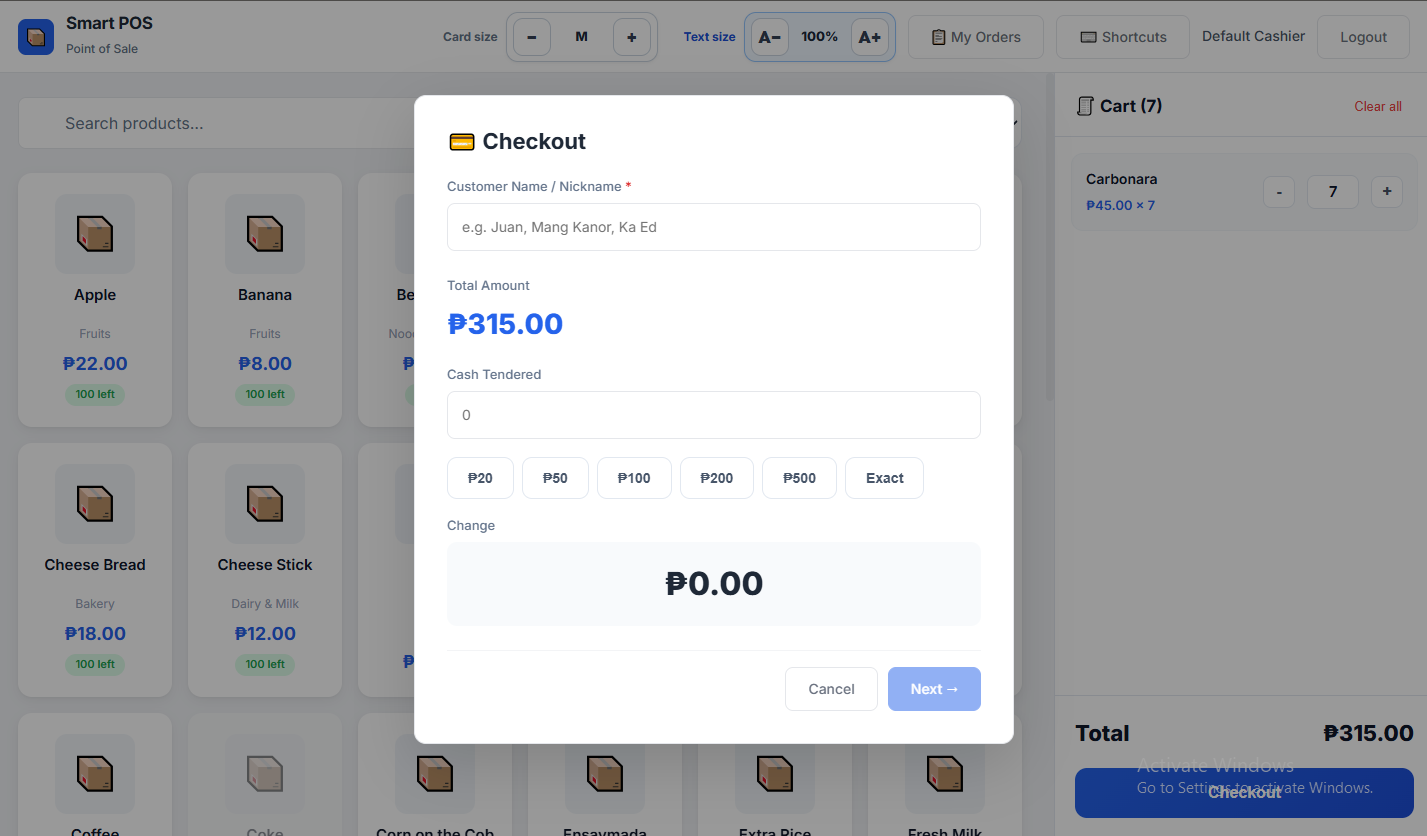 Smart POS
Point of Sale
Card size − M +
Text size A− 100% A+
My Orders
Shortcuts
Default Cashier
Logout
Search products...
Apple
Fruits
₱22.00
100 left
Banana
Fruits
₱8.00
100 left
Be
Noo
₱
Cheese Bread
Bakery
₱18.00
100 left
Cheese Stick
Dairy & Milk
₱12.00
100 left
₱
Coffee
Coke
Corn on the Cob
Ensaymada
Extra Rice
Fresh Milk
Checkout
Customer Name / Nickname *
e.g. Juan, Mang Kanor, Ka Ed
Total Amount
₱315.00
Cash Tendered
0
₱20 ₱50 ₱100 ₱200 ₱500 Exact
Change
₱0.00
Cancel
Next →
Cart (7)
Clear all
Carbonara
₱45.00 × 7
- 7 +
Total ₱315.00
Checkout
Activate Windows
Go to Settings to activate Windows.